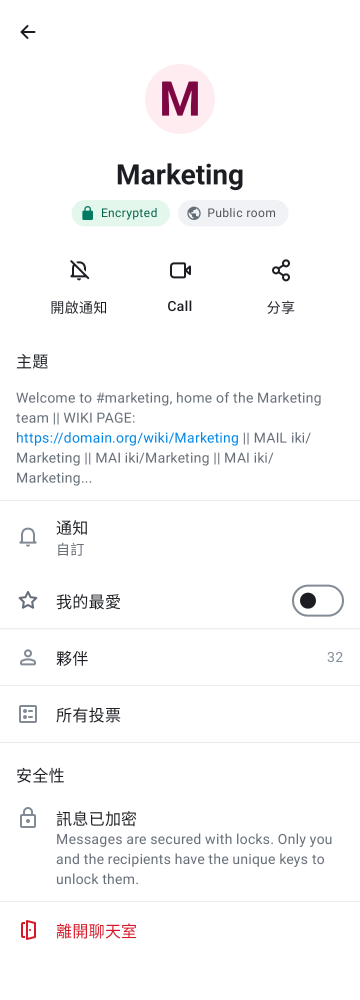 M
Marketing
Encrypted
Public room
開啟通知
Call
分享
主題
Welcome to #marketing, home of the Marketing
team || WIKI PAGE:
https://domain.org/wiki/Marketing || MAIL iki/
Marketing || MAI iki/Marketing || MAI iki/
Marketing...
通知
自訂
我的最愛
夥伴
32
所有投票
安全性
訊息已加密
Messages are secured with locks. Only you
and the recipients have the unique keys to
unlock them.
離開聊天室